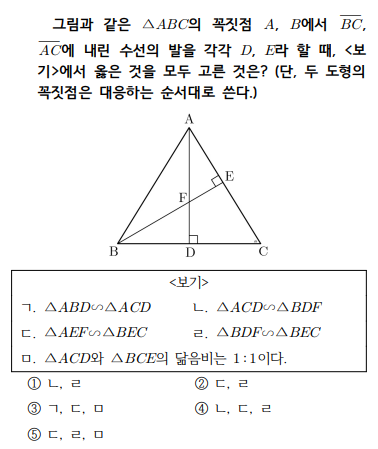 그림과 같은 △ABC의 꼭짓점 A, B에서 BC,
AC에 내린 수선의 발을 각각 D, E라 할 때, <보
기>에서 옳은 것을 모두 고른 것은? (단, 두 도형의
꼭짓점은 대응하는 순서대로 쓴다.)
A
E
F
B
D
C
<보기>
ㄱ. △ABD∽△ACD ㄴ. △ACD∽△BDF
ㄷ. △AEF∽△BEC ㄹ. △BDF∽△BEC
ㅁ. △ACD와 △BCE의 닮음비는 1:1이다.
① ㄴ, ㄹ ② ㄷ, ㄹ
③ ㄱ, ㄷ, ㅁ ④ ㄴ, ㄷ, ㄹ
⑤ ㄷ, ㄹ, ㅁ